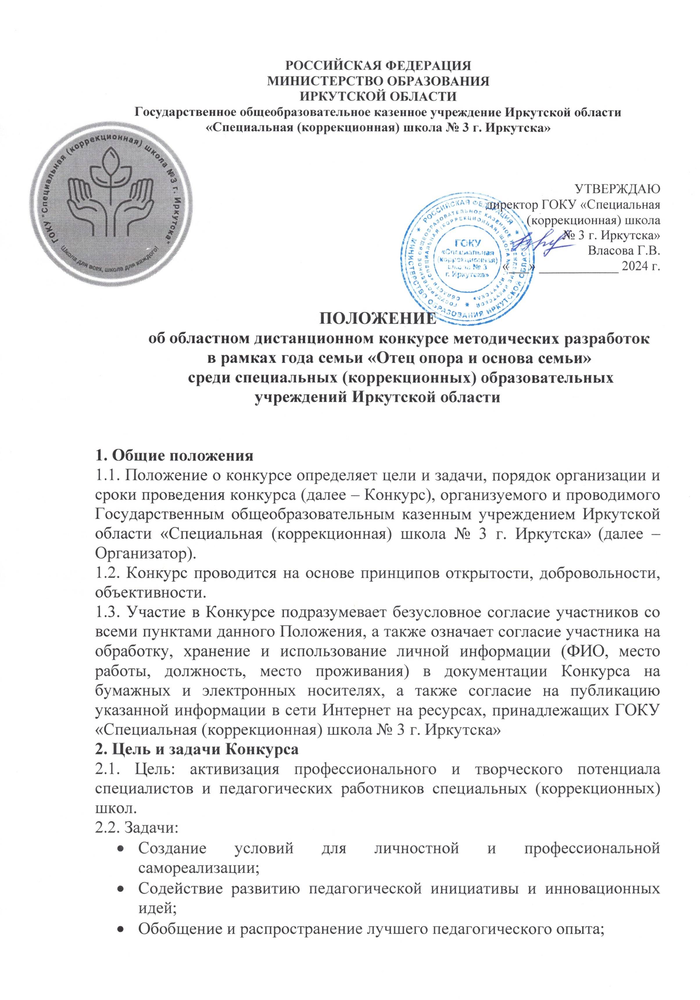 РОССИЙСКАЯ ФЕДЕРАЦИЯ
МИНИСТЕРСТВО ОБРАЗОВАНИЯ
ИРКУТСКОЙ ОБЛАСТИ
Государственное общеобразовательное казенное учреждение Иркутской области
«Специальная (коррекционная) школа № 3 г. Иркутска»
ГОКУ "Специальная (коррекционная) школа №3 г. Иркутска"
Школа для всех, школа для каждого!
УТВЕРЖДАЮ
директор ГОКУ «Специальная
(коррекционная) школа
№ 3 г. Иркутска»
Власова Г.В.
«___» ____________ 2024 г.
РОССИЙСКАЯ ФЕДЕРАЦИЯ
МИНИСТЕРСТВО ОБРАЗОВАНИЯ ИРКУТСКОЙ ОБЛАСТИ
ГОСУДАРСТВЕННОЕ ОБЩЕОБРАЗОВАТЕЛЬНОЕ КАЗЕННОЕ УЧРЕЖДЕНИЕ ИРКУТСКОЙ
ОБЛАСТИ «СПЕЦИАЛЬНАЯ (КОРРЕКЦИОННАЯ) ШКОЛА № 3 Г. ИРКУТСКА»
ГОКУ
«Специальная
(коррекционная)
школа № 3
г. Иркутска»
ПОЛОЖЕНИЕ
об областном дистанционном конкурсе методических разработок
в рамках года семьи «Отец опора и основа семьи»
среди специальных (коррекционных) образовательных
учреждений Иркутской области
1. Общие положения
1.1. Положение о конкурсе определяет цели и задачи, порядок организации и
сроки проведения конкурса (далее – Конкурс), организуемого и проводимого
Государственным общеобразовательным казенным учреждением Иркутской
области «Специальная (коррекционная) школа № 3 г. Иркутска» (далее –
Организатор).
1.2. Конкурс проводится на основе принципов открытости, добровольности,
объективности.
1.3. Участие в Конкурсе подразумевает безусловное согласие участников со
всеми пунктами данного Положения, а также означает согласие участника на
обработку, хранение и использование личной информации (ФИО, место
работы, должность, место проживания) в документации Конкурса на
бумажных и электронных носителях, а также согласие на публикацию
указанной информации в сети Интернет на ресурсах, принадлежащих ГОКУ
«Специальная (коррекционная) школа № 3 г. Иркутска»
2. Цель и задачи Конкурса
2.1. Цель: активизация профессионального и творческого потенциала
специалистов и педагогических работников специальных (коррекционных)
школ.
2.2. Задачи:
• Создание условий для личностной и профессиональной
самореализации;
• Содействие развитию педагогической инициативы и инновационных
идей;
• Обобщение и распространение лучшего педагогического опыта;